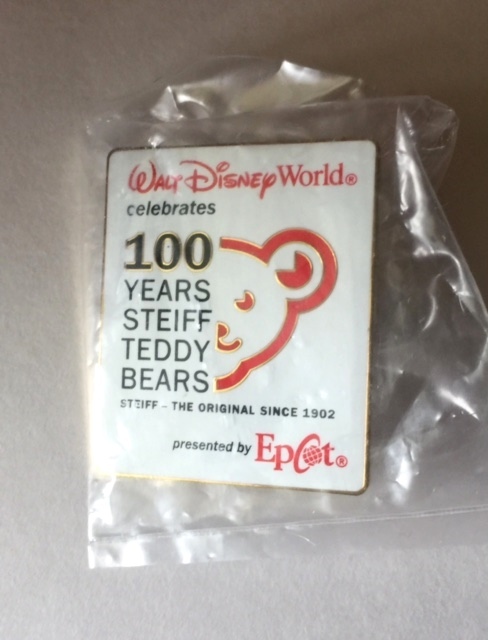 Walt Disney World®
celebrates
100
YEARS
STEIFF
TEDDY
BEARS
STEIFF – THE ORIGINAL SINCE 1902
presented by Epcot®